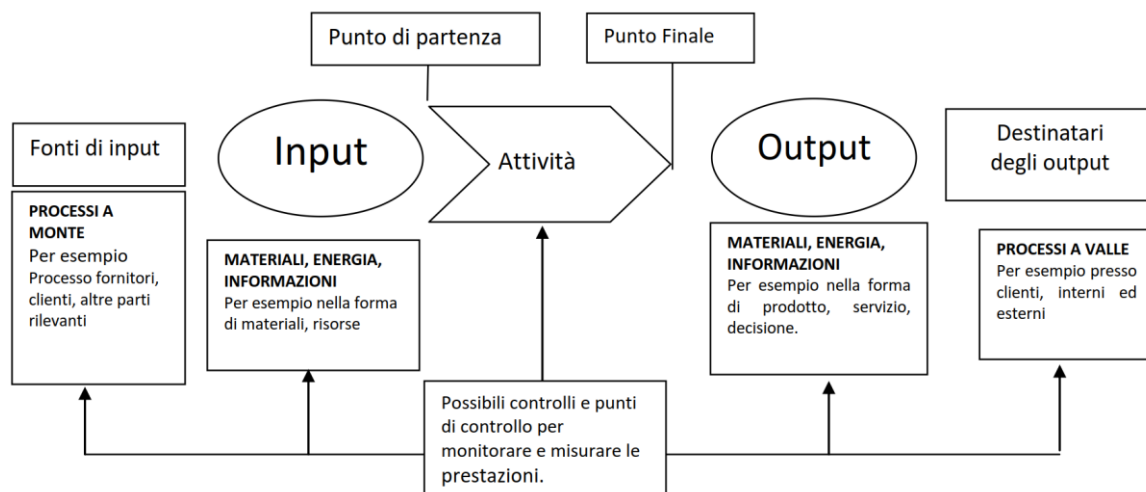 Punto di partenza
Punto Finale
Fonti di input
Input
Attività
Output
Destinatari
degli output
PROCESSI A
MONTE
Per esempio
Processo fornitori,
clienti, altre parti
rilevanti
MATERIALI, ENERGIA,
INFORMAZIONI
Per esempio nella forma
di materiali, risorse
MATERIALI, ENERGIA,
INFORMAZIONI
Per esempio nella forma
di prodotto, servizio,
decisione.
PROCESSI A VALLE
Per esempio presso
clienti, interni ed
esterni
Possibili controlli e punti
di controllo per
monitorare e misurare le
prestazioni.